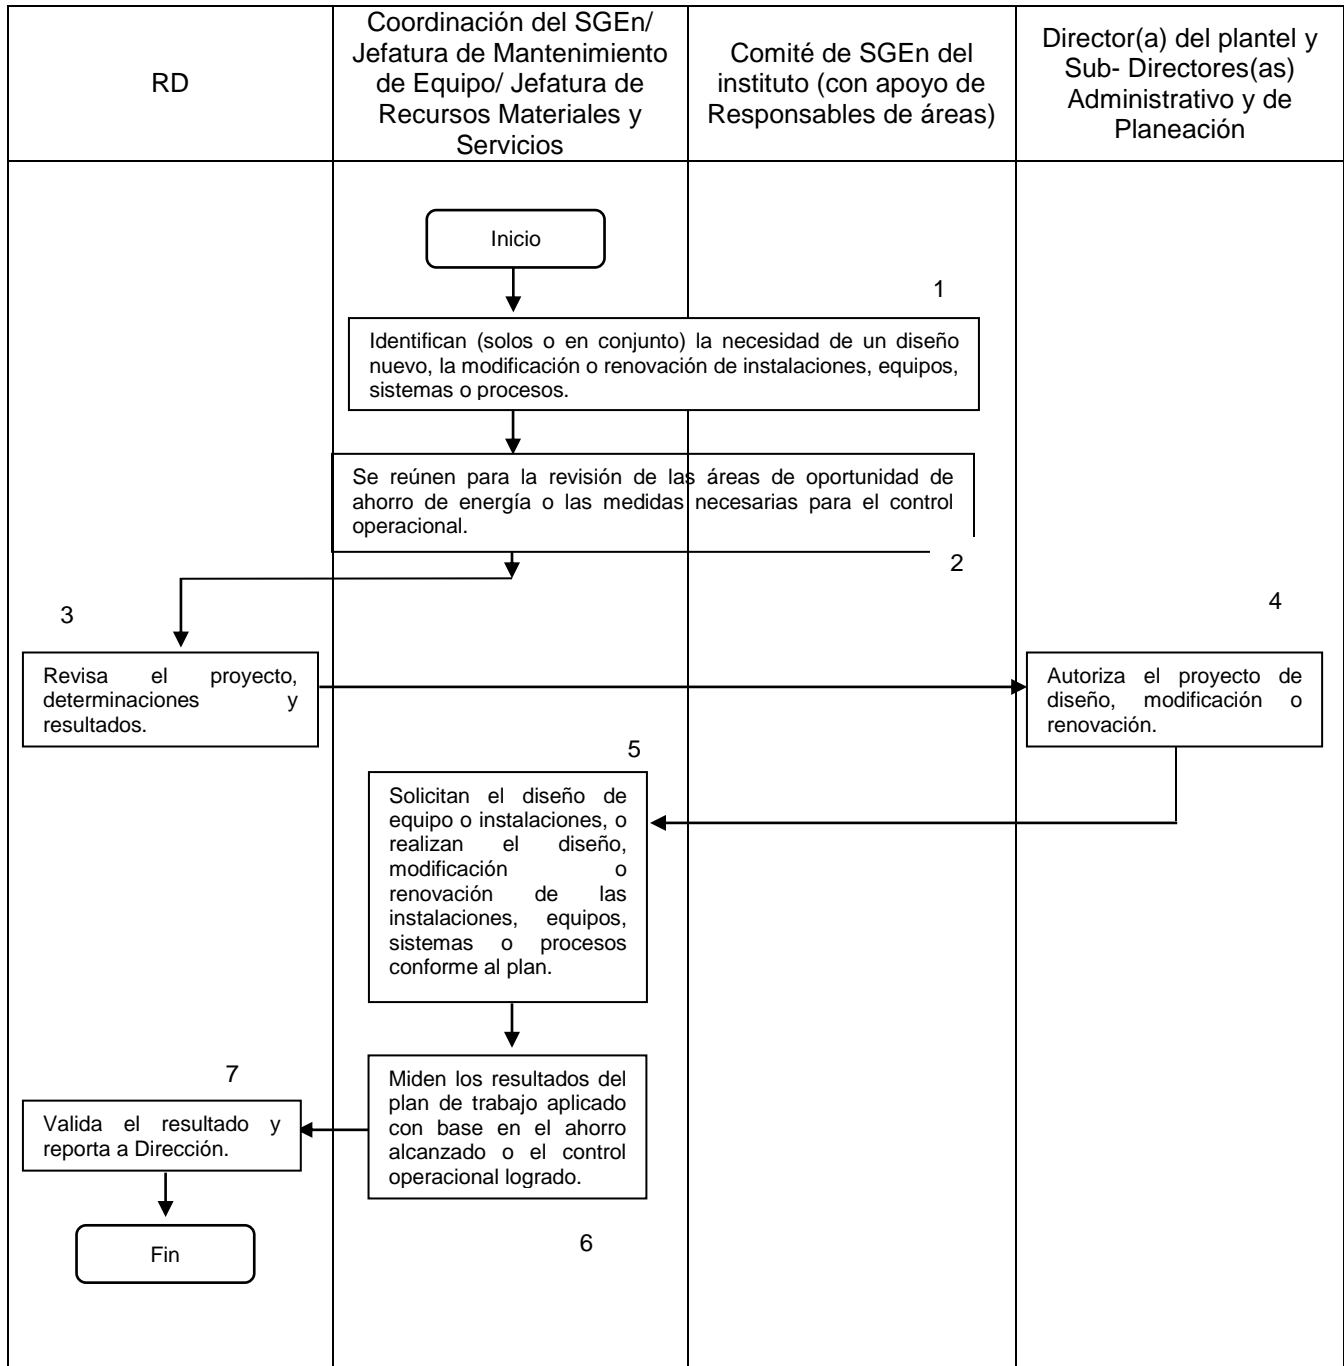 RD
Coordinación del SGEn/
Jefatura de Mantenimiento
de Equipo/ Jefatura de
Recursos Materiales y
Servicios
Comité de SGEn del
instituto (con apoyo de
Responsables de áreas)
Director(a) del plantel y
Sub- Directores(as)
Administrativo y de
Planeación
Inicio
1
Identifican (solos o en conjunto) la necesidad de un diseño
nuevo, la modificación o renovación de instalaciones, equipos,
sistemas o procesos.
Se reúnen para la revisión de las áreas de oportunidad de
ahorro de energía o las medidas necesarias para el control
operacional.
2
3
Revisa el proyecto,
determinaciones y
resultados.
4
Autoriza el proyecto de
diseño, modificación o
renovación.
5
Solicitan el diseño de
equipo o instalaciones, o
realizan el diseño,
modificación o
renovación de las
instalaciones, equipos,
sistemas o procesos
conforme al plan.
Miden los resultados del
plan de trabajo aplicado
con base en el ahorro
alcanzado o el control
operacional logrado.
6
7
Valida el resultado y
reporta a Dirección.
Fin